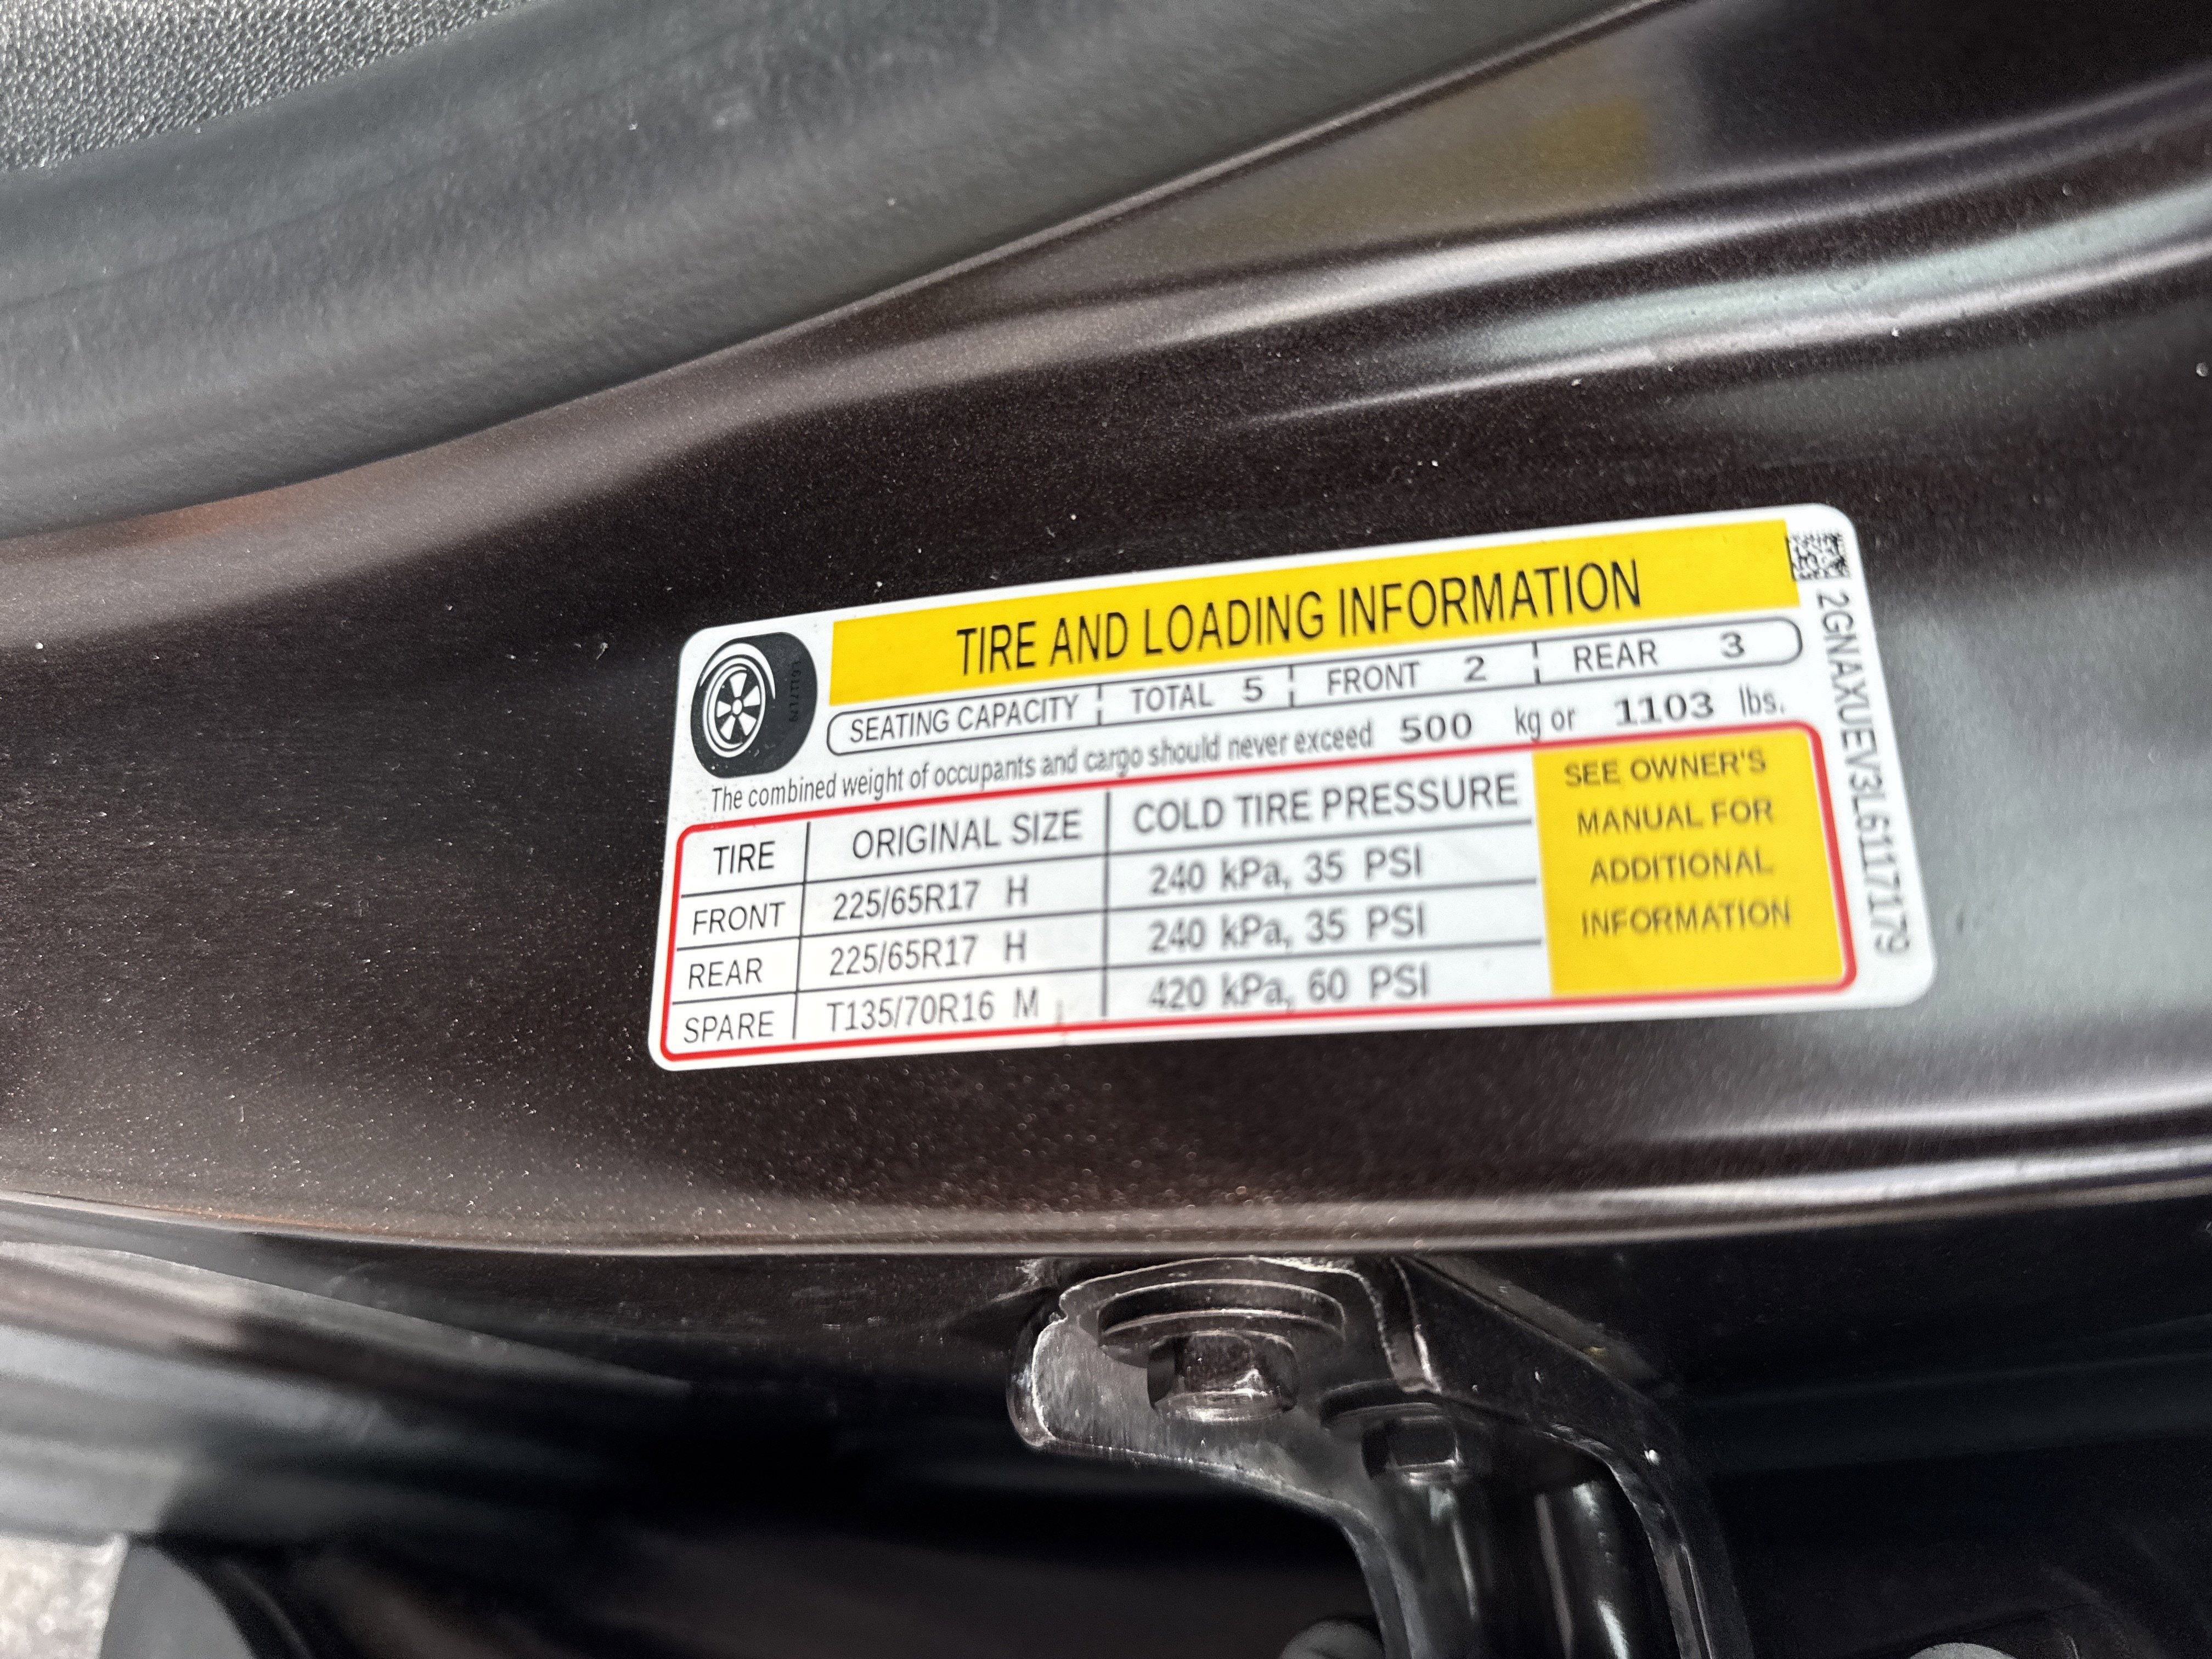 TIRE AND LOADING INFORMATION
SEATING CAPACITY TOTAL 5 FRONT 2 REAR 3
The combined weight of occupants and cargo should never exceed 500 kg or 1103 lbs.
TIRE ORIGINAL SIZE COLD TIRE PRESSURE
FRONT 225/65R17 H 240 kPa, 35 PSI
REAR 225/65R17 H 240 kPa, 35 PSI
SPARE T135/70R16 M 420 kPa, 60 PSI
SEE OWNER'S
MANUAL FOR
ADDITIONAL
INFORMATION
2GNAXUEV3L6117179
L6117179